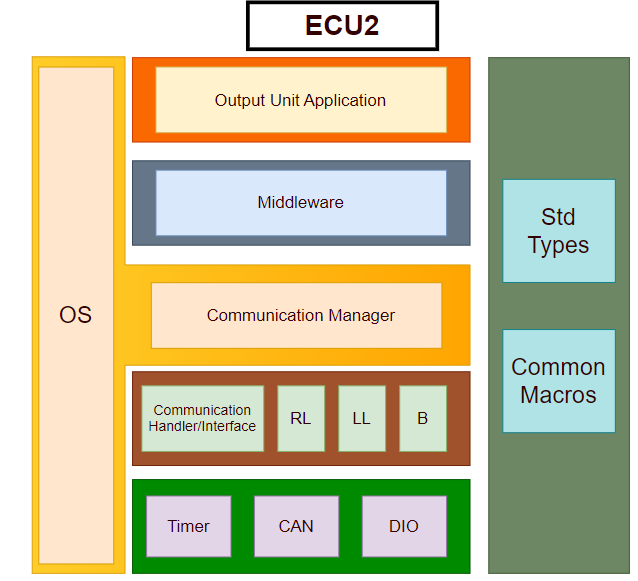 ECU2
Output Unit Application
Middleware
OS
Communication Manager
Communication
Handler/Interface
RL
LL
B
Timer
CAN
DIO
Std
Types
Common
Macros